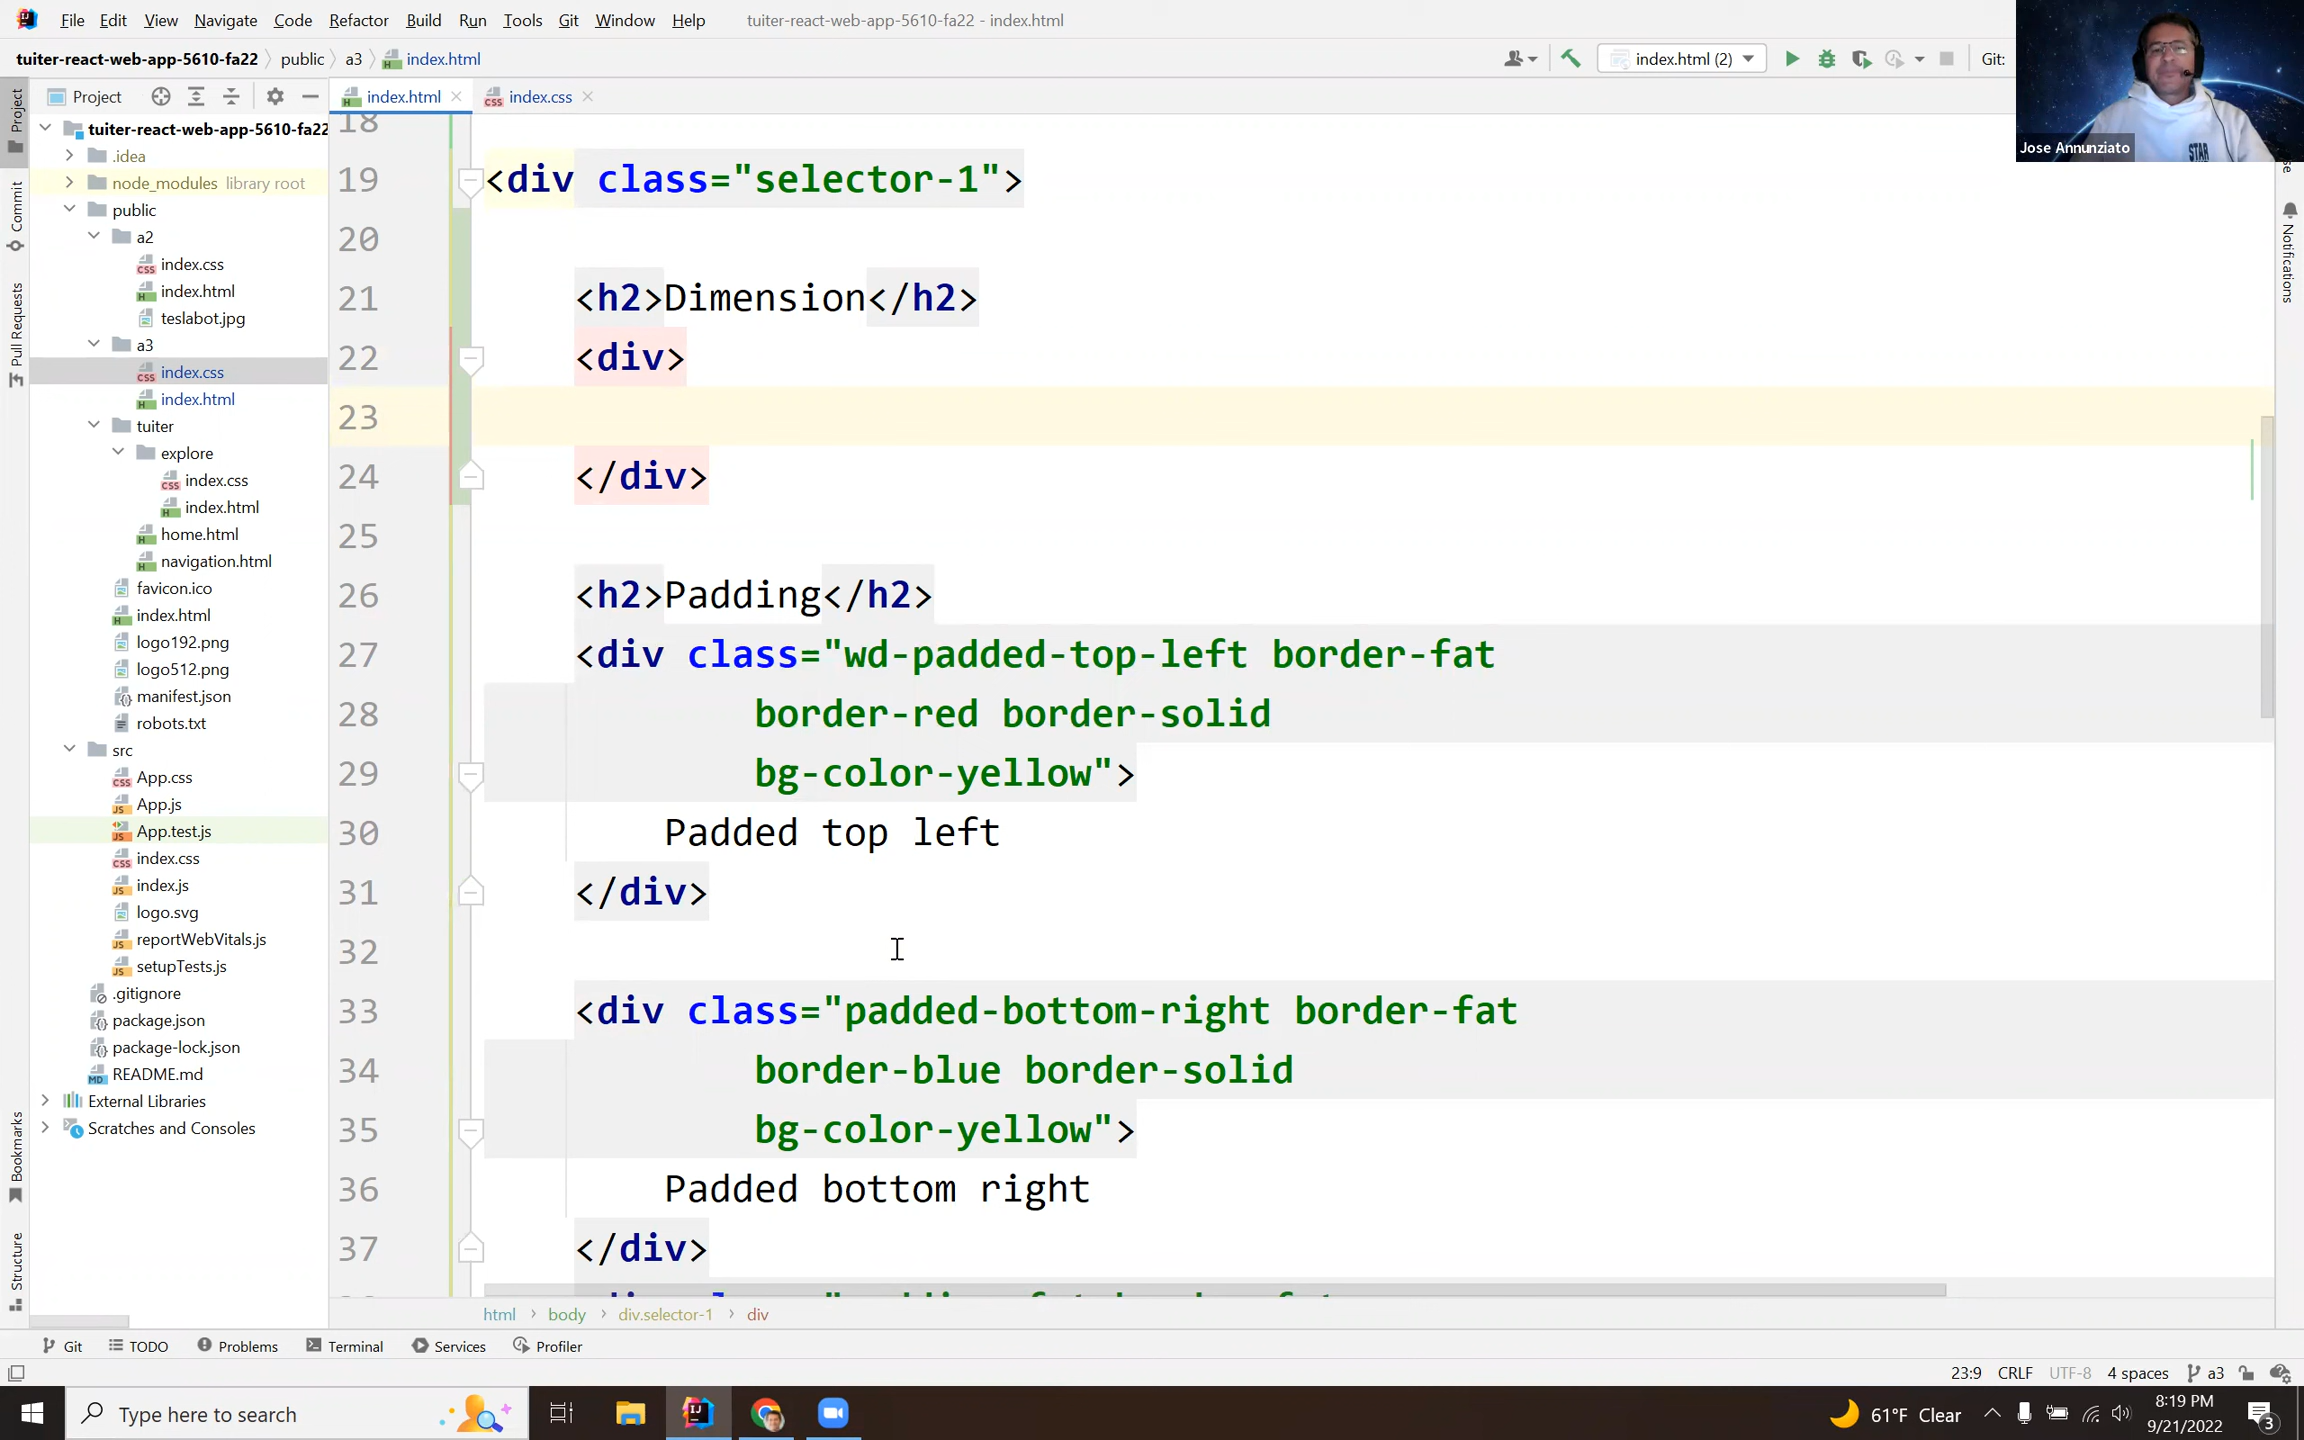 File Edit View Navigate Code Refactor Build Run Tools Git Window Help tuiter-react-web-app-5610-fa22 - index.html
tuiter-react-web-app-5610-fa22 public a3 index.html index.html (2) Git:
Jose Annunziato
STAR
Project index.html index.css
Project
Commit
Pull Requests
Bookmarks
Structure
Notifications
tuiter-react-web-app-5610-fa22
.idea
node_modules library root
public
a2
index.css
index.html
teslabot.jpg
a3
index.css
index.html
tuiter
explore
index.css
index.html
home.html
navigation.html
favicon.ico
index.html
logo192.png
logo512.png
manifest.json
robots.txt
src
App.css
App.js
App.test.js
index.css
index.js
logo.svg
reportWebVitals.js
setupTests.js
.gitignore
package.json
package-lock.json
README.md
External Libraries
Scratches and Consoles
18
19 <div class="selector-1">
20
21 <h2>Dimension</h2>
22 <div>
23
24 </div>
25
26 <h2>Padding</h2>
27 <div class="wd-padded-top-left border-fat
28 border-red border-solid
29 bg-color-yellow">
30 Padded top left
31 </div>
32
33 <div class="padded-bottom-right border-fat
34 border-blue border-solid
35 bg-color-yellow">
36 Padded bottom right
37 </div>
html body div.selector-1 div
Git TODO Problems Terminal Services Profiler
23:9 CRLF UTF-8 4 spaces a3
Type here to search 61°F Clear 8:19 PM
9/21/2022 3